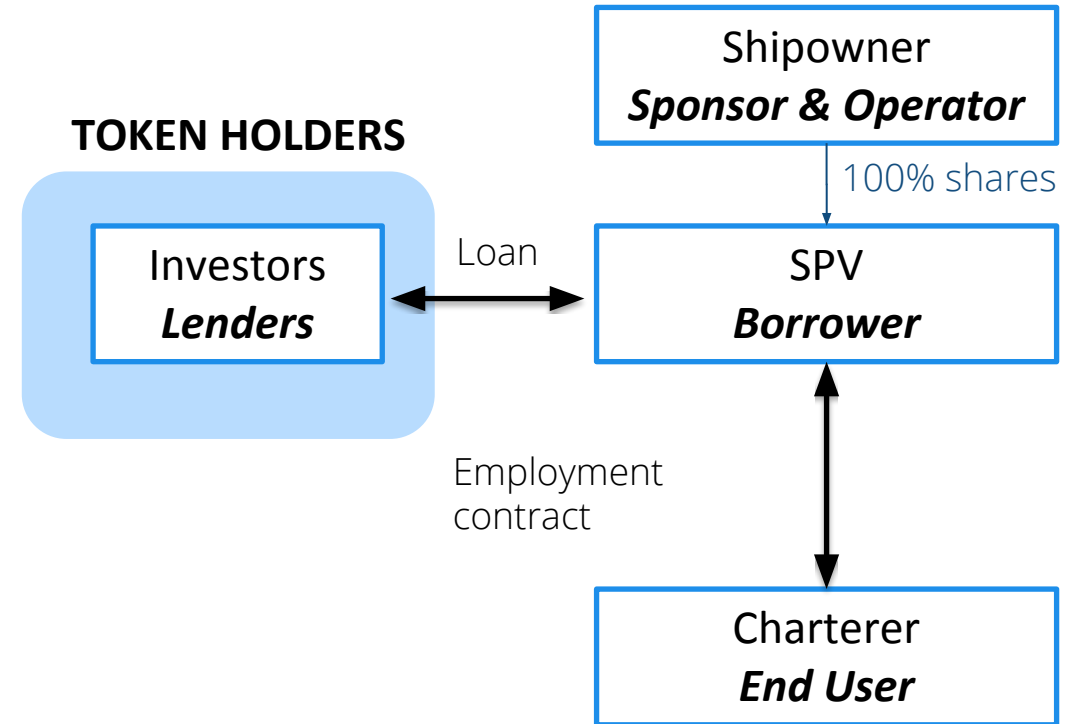 Shipowner
Sponsor & Operator
TOKEN HOLDERS
100% shares
Investors
Lenders
Loan
SPV
Borrower
Employment
contract
Charterer
End User